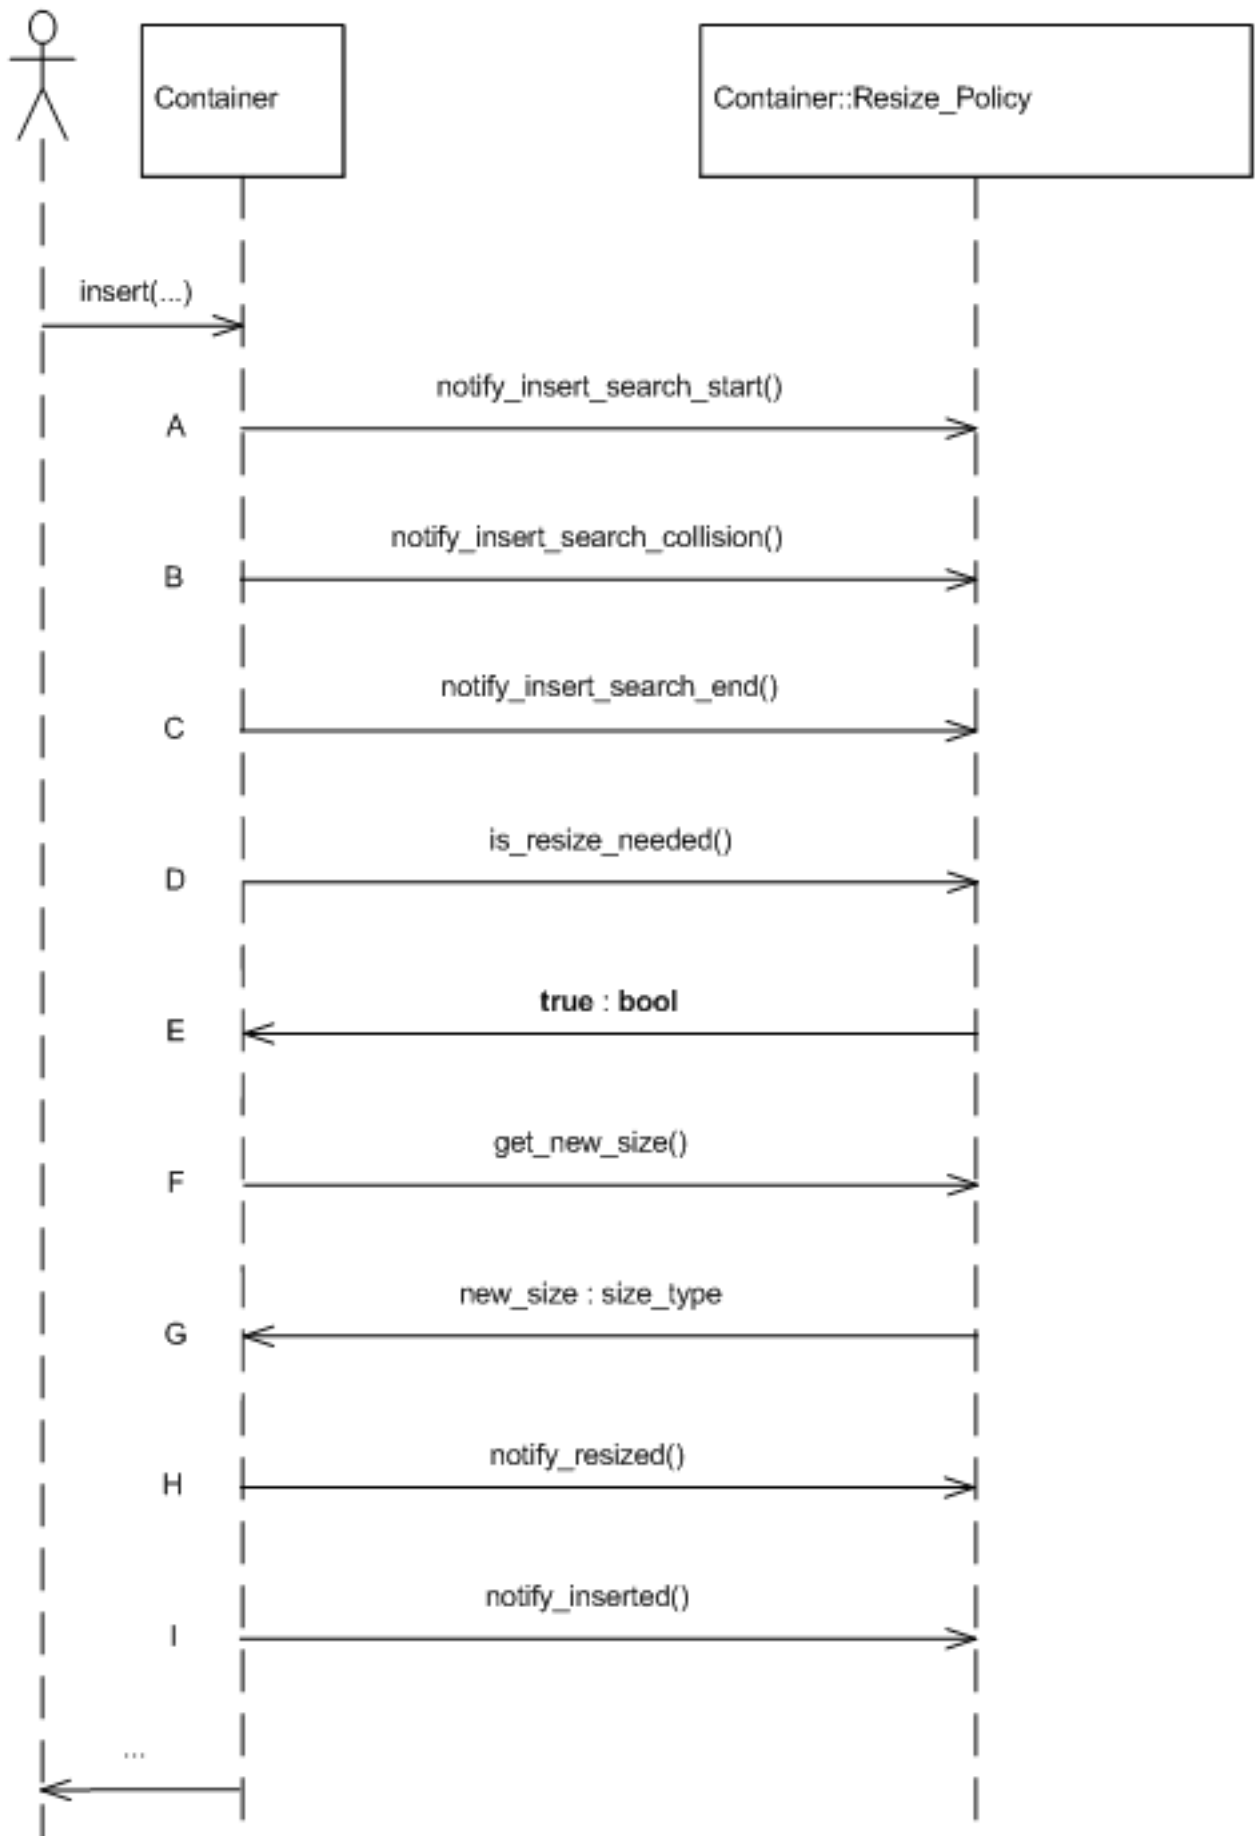 Container
Container::Resize_Policy
insert(...)
notify_insert_search_start()
A
notify_insert_search_collision()
B
notify_insert_search_end()
C
is_resize_needed()
D
true : bool
E
get_new_size()
F
new_size : size_type
G
notify_resized()
H
notify_inserted()
I
...